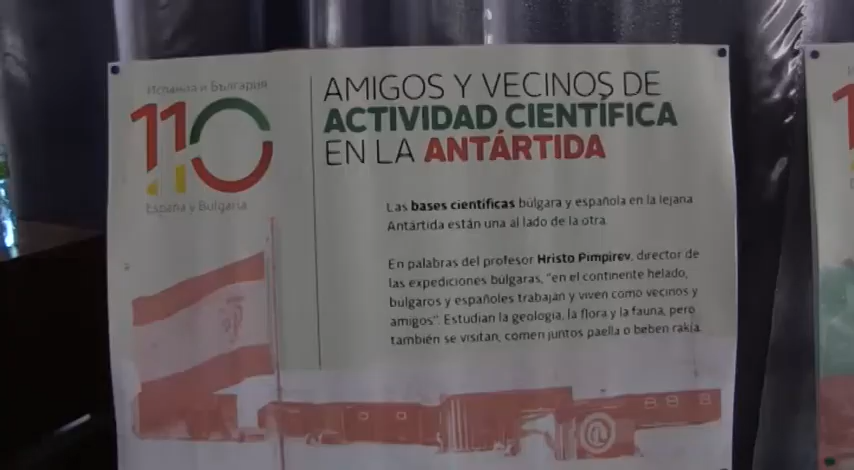 Испания и България
110
España y Bulgaria
AMIGOS Y VECINOS DE
ACTIVIDAD CIENTÍFICA
EN LA ANTÁRTIDA
Las bases científicas búlgara y española en la lejana
Antártida están una al lado de la otra.
En palabras del profesor Hristo Pimpirev, director de
las expediciones búlgaras, "en el continente helado,
búlgaros y españoles trabajan y viven como vecinos y
amigos". Estudian la geología, la flora y la fauna, pero
también se visitan, comen juntos paella o beben rakía.